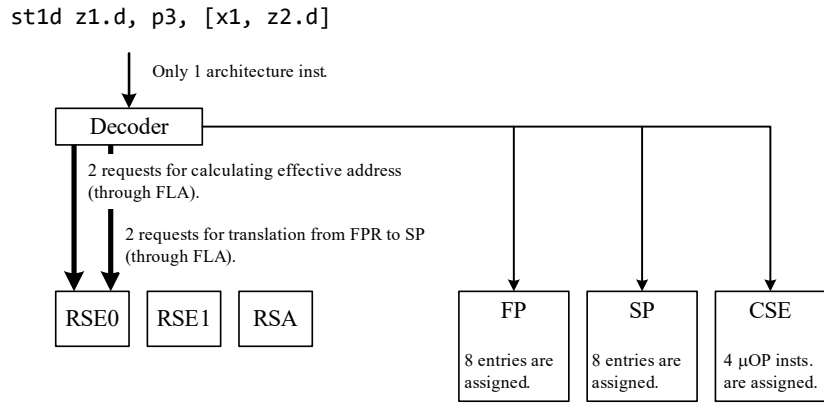 st1d z1.d, p3, [x1, z2.d]
Only 1 architecture inst.
Decoder
2 requests for calculating effective address
(through FLA).
2 requests for translation from FPR to SP
(through FLA).
RSE0
RSE1
RSA
FP
8 entries are
assigned.
SP
8 entries are
assigned.
CSE
4 μOP insts.
are assigned.